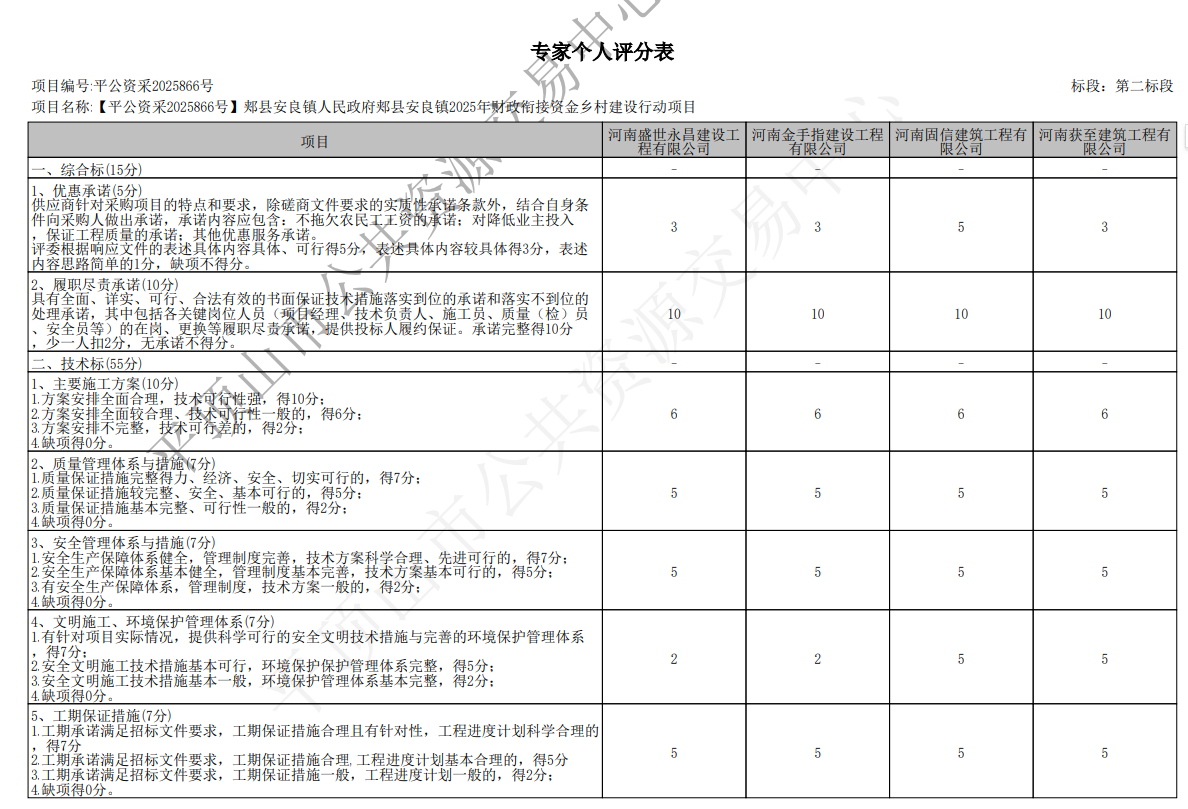 专家个人评分表
项目编号:平公资采2025866号
标段：第二标段
项目名称:【平公资采2025866号】郏县安良镇人民政府郏县安良镇2025年财政衔接资金乡村建设行动项目
项目
河南盛世永昌建设工
程有限公司
河南金手指建设工程
有限公司
河南固信建筑工程有
限公司
河南获至建筑工程有
限公司
一、综合标(15分)
-
-
-
-
1、优惠承诺(5分)
供应商针对采购项目的特点和要求，除磋商文件要求的实质性承诺条款外，结合自身条
件向采购人做出承诺，承诺内容应包含：不拖欠农民工工资的承诺；对降低业主投入
，保证工程质量的承诺；其他优惠服务承诺。
评委根据响应文件的表述具体内容具体、可行得5分，表述具体内容较具体得3分，表述
内容思路简单的1分，缺项不得分。
3
3
5
3
2、履职尽责承诺(10分)
具有全面、详实、可行、合法有效的书面保证技术措施落实到位的承诺和落实不到位的
处理承诺，其中包括各关键岗位人员（项目经理、技术负责人、施工员、质量（检）员
、安全员等）的在岗、更换等履职尽责承诺，提供投标人履约保证。承诺完整得10分
，少一人扣2分，无承诺不得分。
10
10
10
10
二、技术标(55分)
-
-
-
-
1、主要施工方案(10分)
1.方案安排全面合理，技术可行性强，得10分；
2.方案安排全面较合理、技术可行性一般的，得6分；
3.方案安排不完整，技术可行差的，得2分；
4.缺项得0分。
6
6
6
6
2、质量管理体系与措施(7分)
1.质量保证措施完整得力、经济、安全、切实可行的，得7分；
2.质量保证措施较完整、安全、基本可行的，得5分；
3.质量保证措施基本完整、可行性一般的，得2分；
4.缺项得0分。
5
5
5
5
3、安全管理体系与措施(7分)
1.安全生产保障体系健全，管理制度完善，技术方案科学合理、先进可行的，得7分；
2.安全生产保障体系基本健全，管理制度基本完善，技术方案基本可行的，得5分；
3.有安全生产保障体系，管理制度，技术方案一般的，得2分；
4.缺项得0分。
5
5
5
5
4、文明施工、环境保护管理体系(7分)
1.有针对项目实际情况，提供科学可行的安全文明技术措施与完善的环境保护管理体系
，得7分；
2.安全文明施工技术措施基本可行，环境保护保护管理体系完整，得5分；
3.安全文明施工技术措施基本一般，环境保护管理体系基本完整，得2分；
4.缺项得0分。
2
2
5
5
5、工期保证措施(7分)
1.工期承诺满足招标文件要求，工期保证措施合理且有针对性，工程进度计划科学合理的
，得7分
2.工期承诺满足招标文件要求，工期保证措施合理,工程进度计划基本合理的，得5分
3.工期承诺满足招标文件要求，工期保证措施一般，工程进度计划一般的，得2分；
4.缺项得0分。
5
5
5
5
平顶山市公共资源交易中心
平顶山市公共资源交易中心